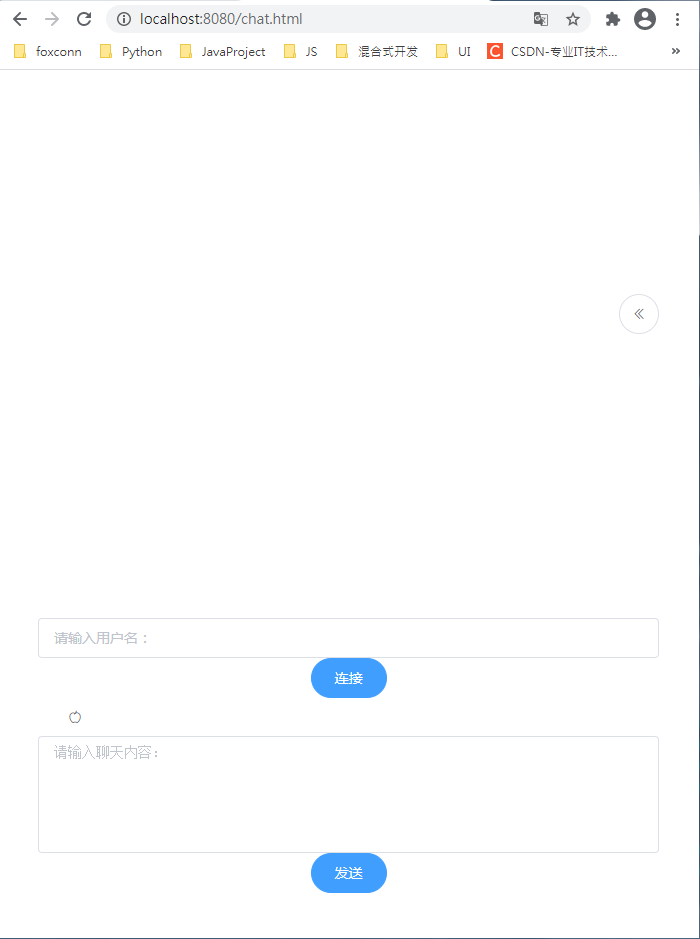 localhost:8080/chat.html
foxconn Python JavaProject JS 混合式开发 UI C CSDN-专业IT技术... »
请输入用户名：
连接
请输入聊天内容：
发送